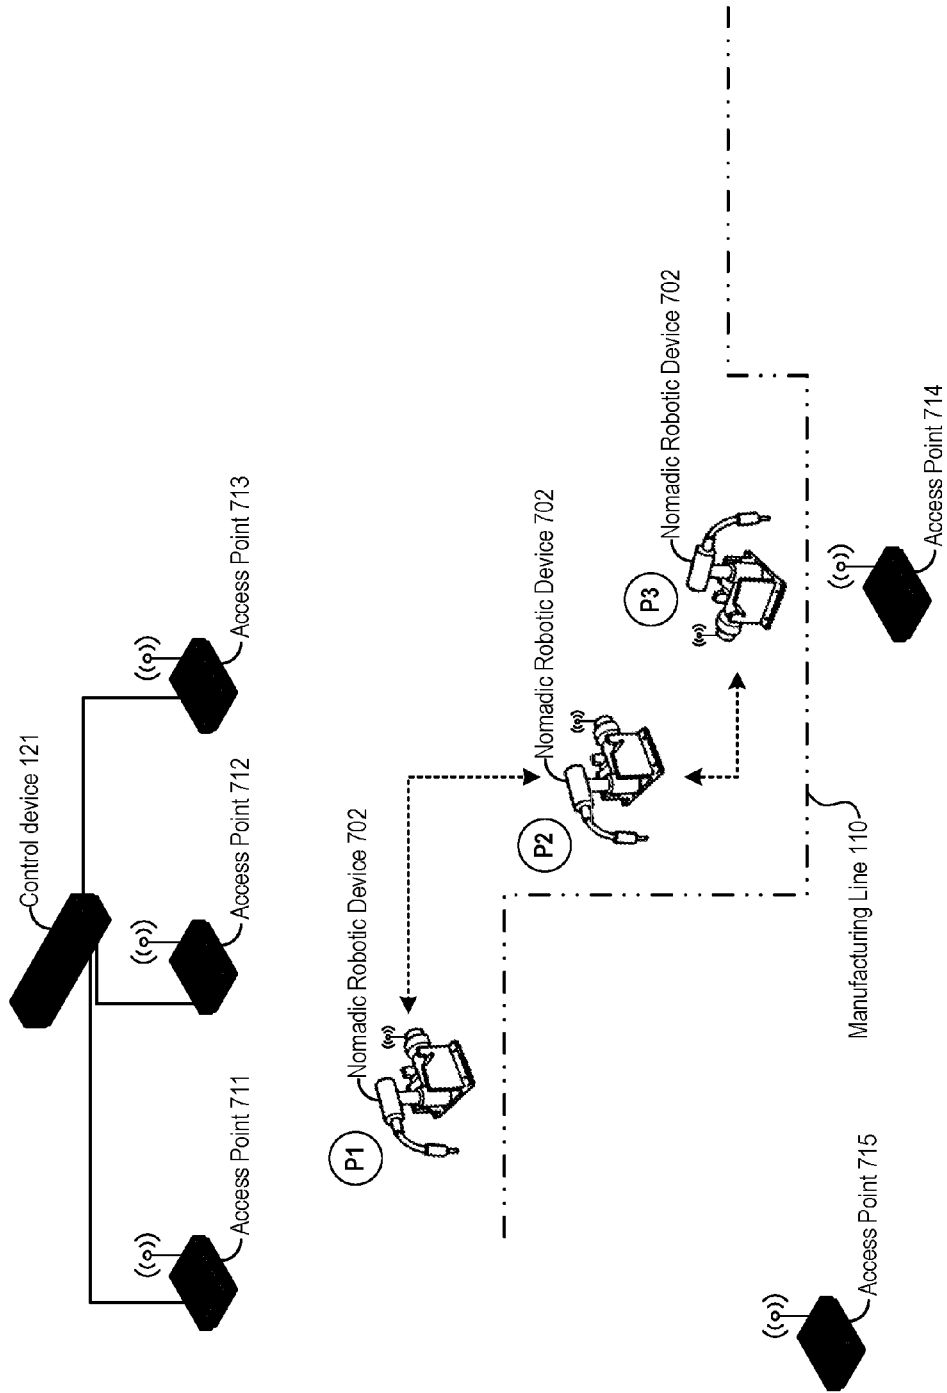 Control device 121
Access Point 711
Access Point 712
Access Point 713
P1
Nomadic Robotic Device 702
P2
Nomadic Robotic Device 702
P3
Nomadic Robotic Device 702
Manufacturing Line 110
Access Point 714
Access Point 715